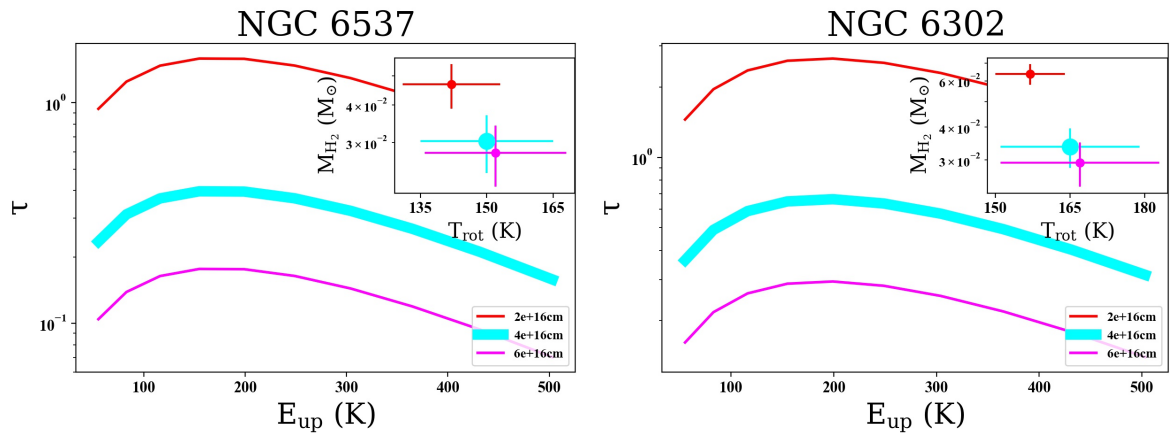 NGC 6537
τ
10⁰
10⁻¹
100 200 300 400 500
E_up (K)
M_H₂ (M_⊙)
4×10⁻²
3×10⁻²
135 150 165
T_rot (K)
2e+16cm
4e+16cm
6e+16cm
NGC 6302
τ
10⁰
100 200 300 400 500
E_up (K)
M_H₂ (M_⊙)
6×10⁻²
4×10⁻²
3×10⁻²
150 165 180
T_rot (K)
2e+16cm
4e+16cm
6e+16cm